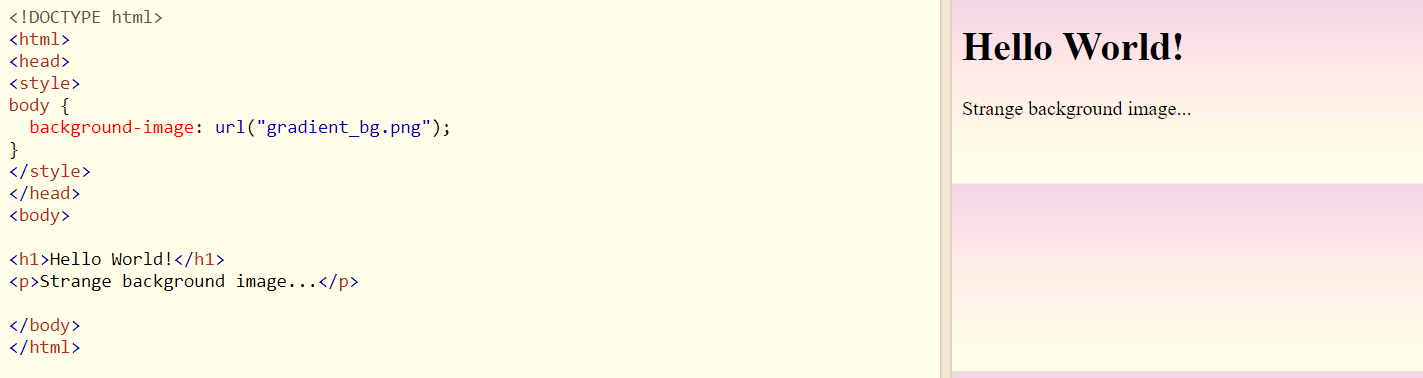 <!DOCTYPE html>
<html>
<head>
<style>
body {
  background-image: url("gradient_bg.png");
}
</style>
</head>
<body>

<h1>Hello World!</h1>
<p>Strange background image...</p>

</body>
</html>
Hello World!
Strange background image...